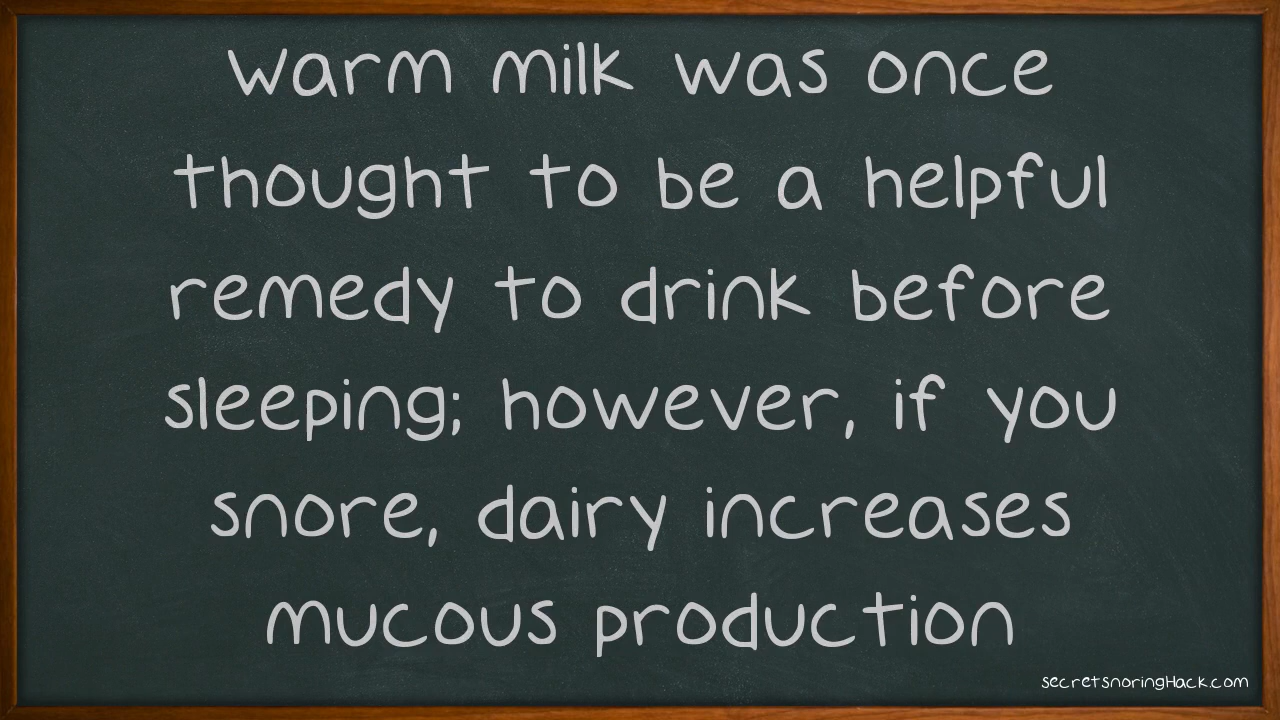 Warm milk was once
thought to be a helpful
remedy to drink before
sleeping; however, if you
snore, dairy increases
mucous production
secretsnoringHack.com